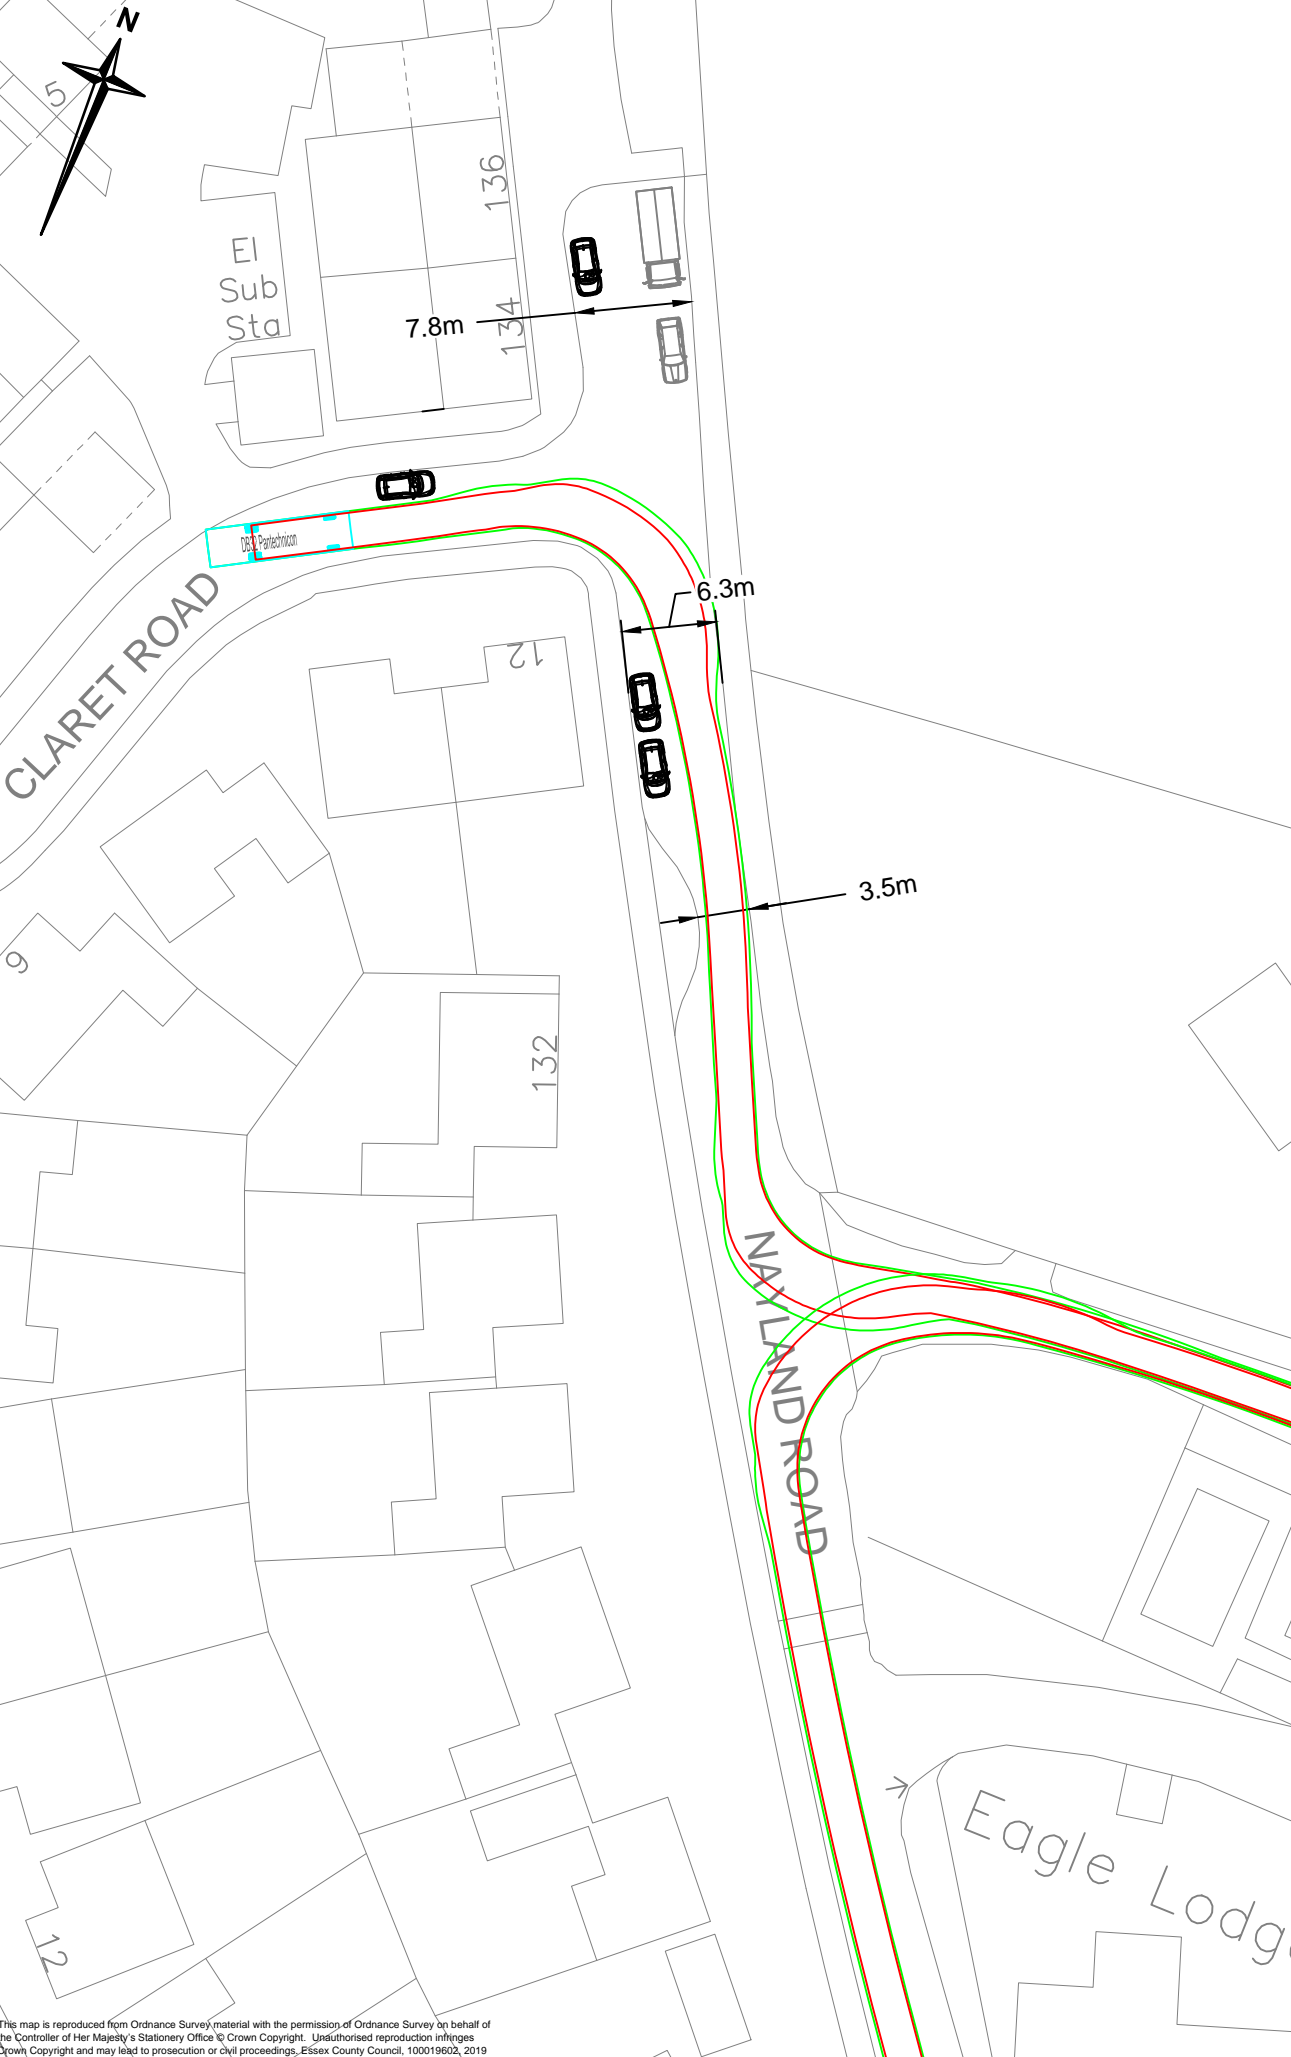 N
5
136
El
Sub
Sta
134
7.8m
DB32 Pantechnicon
6.3m
CLARET ROAD
12
3.5m
9
132
NAYLAND ROAD
Eagle Lodge
12
This map is reproduced from Ordnance Survey material with the permission of Ordnance Survey on behalf of
the Controller of Her Majesty's Stationery Office © Crown Copyright. Unauthorised reproduction infringes
Crown Copyright and may lead to prosecution or civil proceedings. Essex County Council, 100019602, 2019